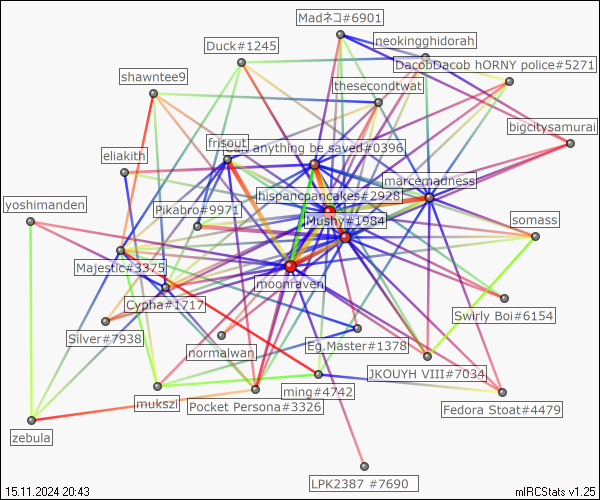 Madネコ#6901
neokingghidorah
Duck#1245
DacobDacob hORNY police#5271
shawntee9
thesecondtwat
bigcitysamurai
frisout
Can anything be saved#0396
eliakith
marcemadness
hispancpancakes#2928
yoshimanden
Pikabro#9971
Mushy#1984
somass
Majestic#3375
moonraven
Cypha#1717
Swirly Boi#6154
Silver#7938
normalwan
Eg.Master#1378
JKOUYH VIII#7034
ming#4742
mukszi
Pocket Persona#3326
Fedora Stoat#4479
zebula
LPK2387 #7690
15.11.2024 20:43
mIRCStats v1.25